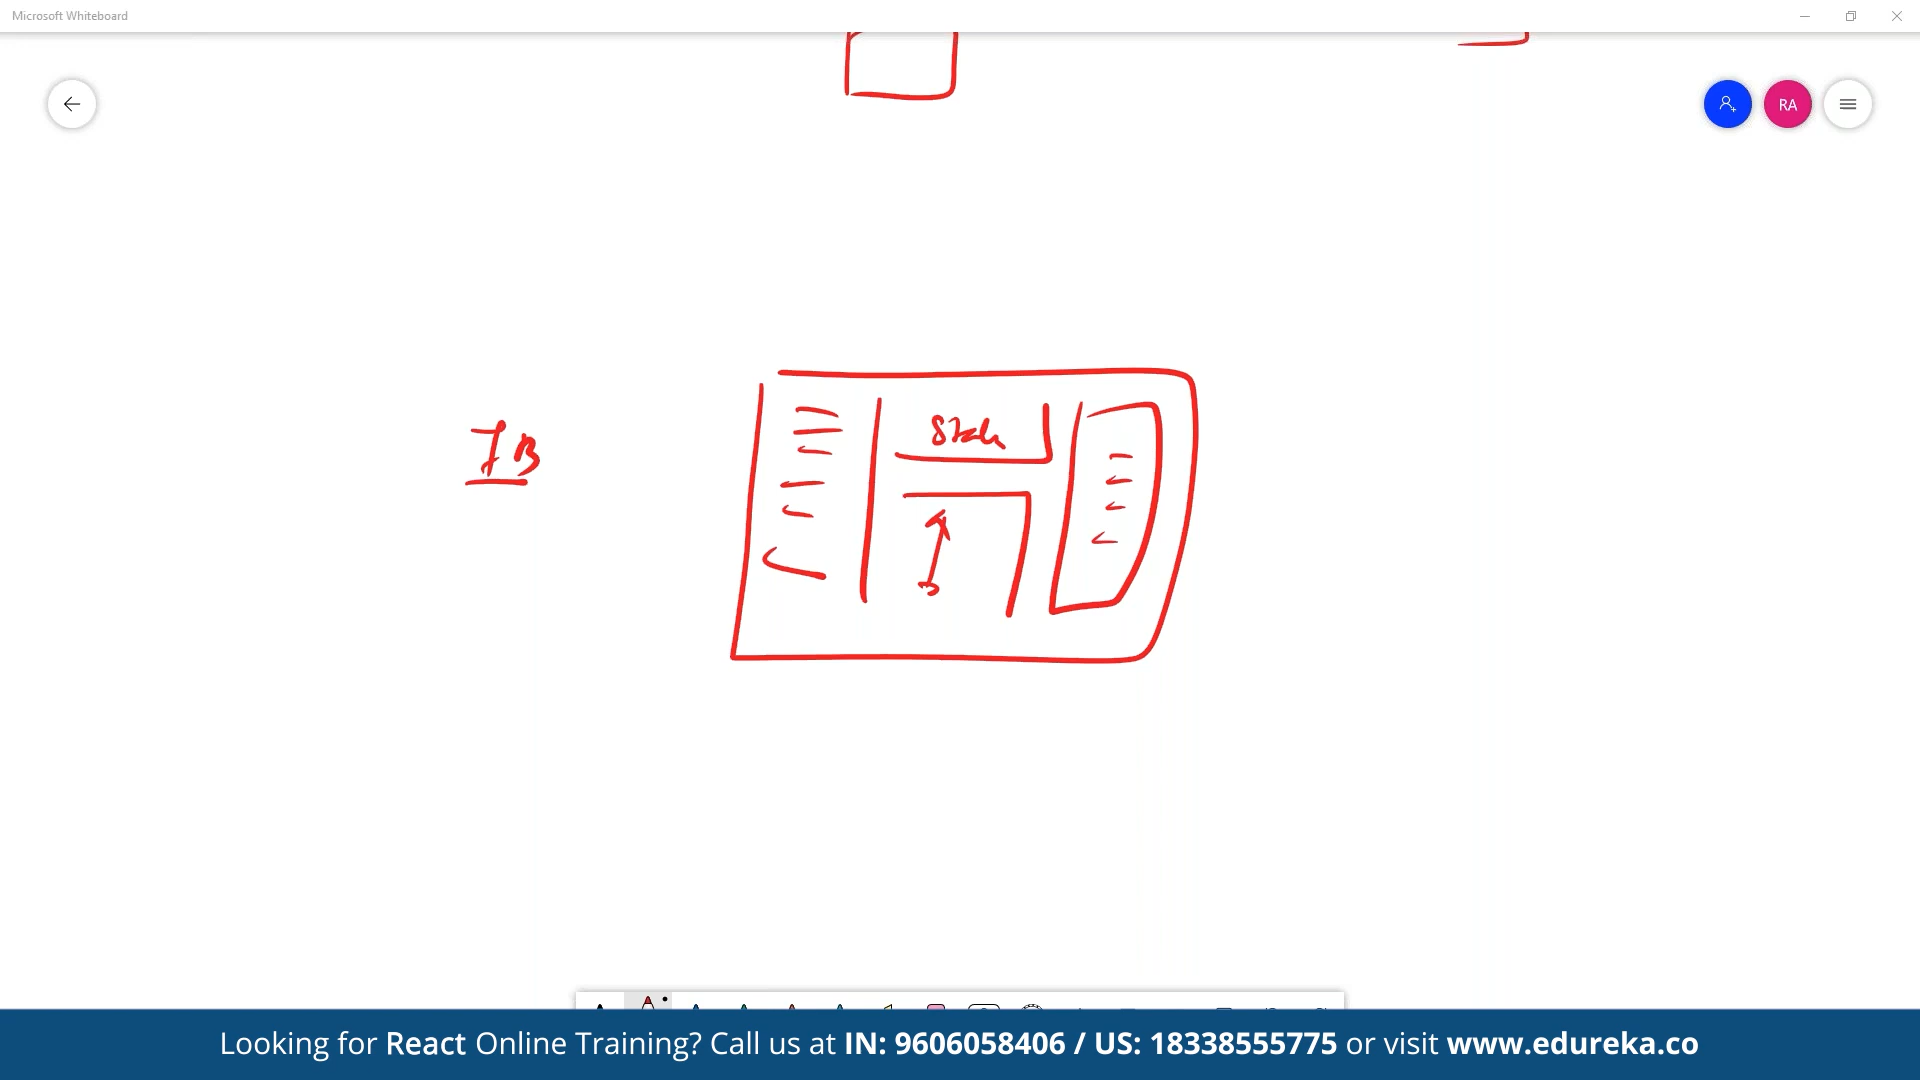 Microsoft Whiteboard
RA
FB
Looking for React Online Training? Call us at IN: 9606058406 / US: 18338555775 or visit www.edureka.co